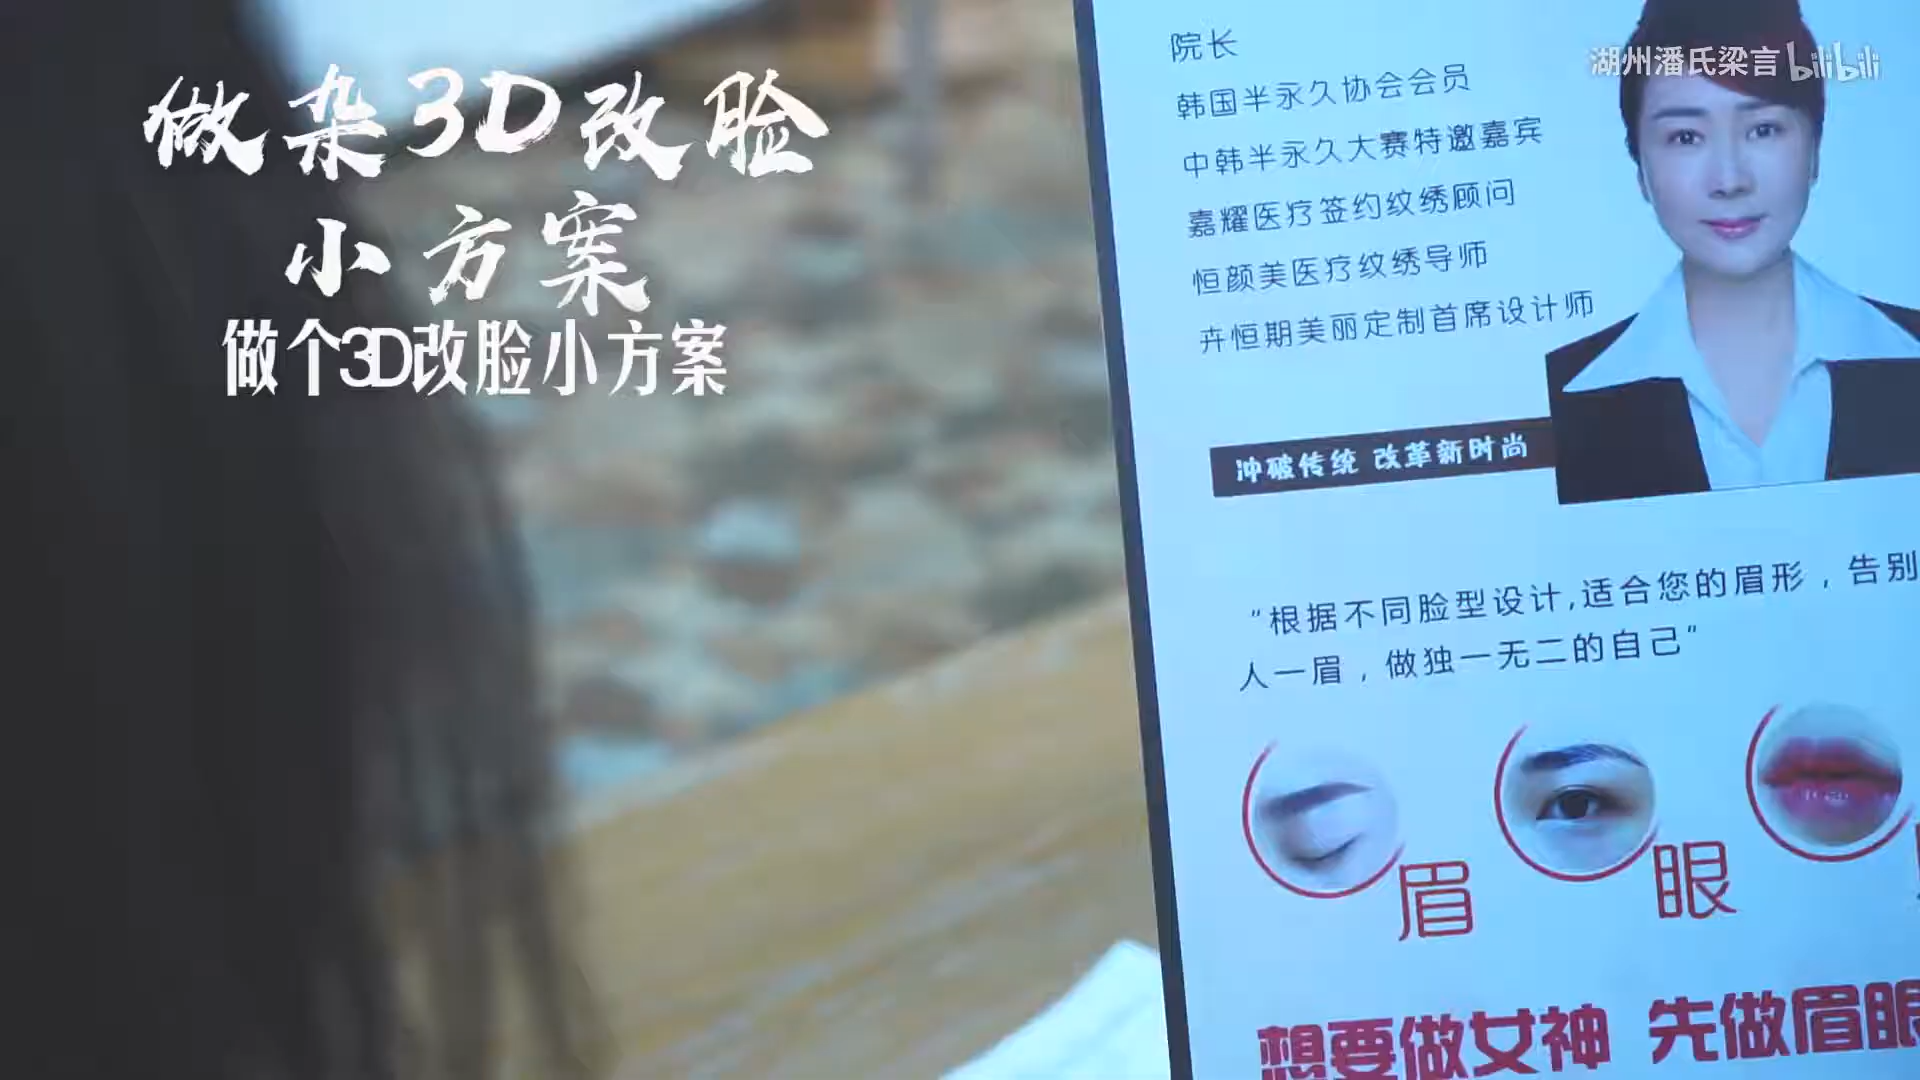 做杂3D改脸
小方案
做个3D改脸小方案
湖州潘氏梁言 bilibili
院长
韩国半永久协会会员
中韩半永久大赛特邀嘉宾
嘉耀医疗签约纹绣顾问
恒颜美医疗纹绣导师
卉恒期美丽定制首席设计师
冲破传统 改革新时尚
“根据不同脸型设计,适合您的眉形，告别
人一眉，做独一无二的自己”
眉
眼
想要做女神 先做眉眼